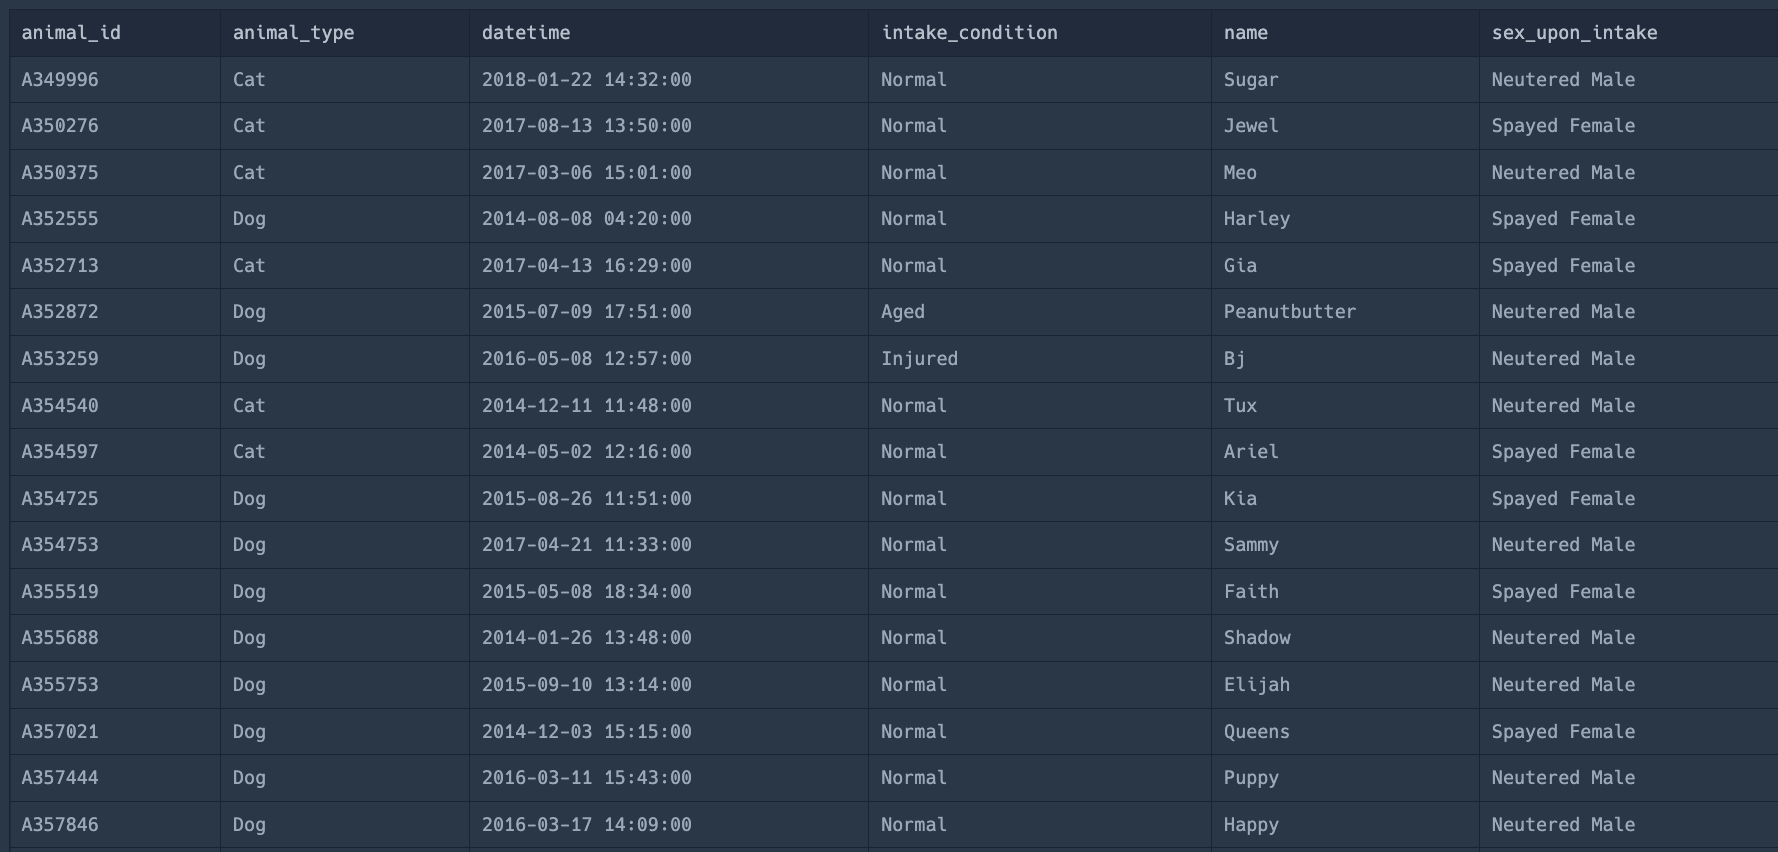 animal_id animal_type datetime intake_condition name sex_upon_intake
A349996 Cat 2018-01-22 14:32:00 Normal Sugar Neutered Male
A350276 Cat 2017-08-13 13:50:00 Normal Jewel Spayed Female
A350375 Cat 2017-03-06 15:01:00 Normal Meo Neutered Male
A352555 Dog 2014-08-08 04:20:00 Normal Harley Spayed Female
A352713 Cat 2017-04-13 16:29:00 Normal Gia Spayed Female
A352872 Dog 2015-07-09 17:51:00 Aged Peanutbutter Neutered Male
A353259 Dog 2016-05-08 12:57:00 Injured Bj Neutered Male
A354540 Cat 2014-12-11 11:48:00 Normal Tux Neutered Male
A354597 Cat 2014-05-02 12:16:00 Normal Ariel Spayed Female
A354725 Dog 2015-08-26 11:51:00 Normal Kia Spayed Female
A354753 Dog 2017-04-21 11:33:00 Normal Sammy Neutered Male
A355519 Dog 2015-05-08 18:34:00 Normal Faith Spayed Female
A355688 Dog 2014-01-26 13:48:00 Normal Shadow Neutered Male
A355753 Dog 2015-09-10 13:14:00 Normal Elijah Neutered Male
A357021 Dog 2014-12-03 15:15:00 Normal Queens Spayed Female
A357444 Dog 2016-03-11 15:43:00 Normal Puppy Neutered Male
A357846 Dog 2016-03-17 14:09:00 Normal Happy Neutered Male